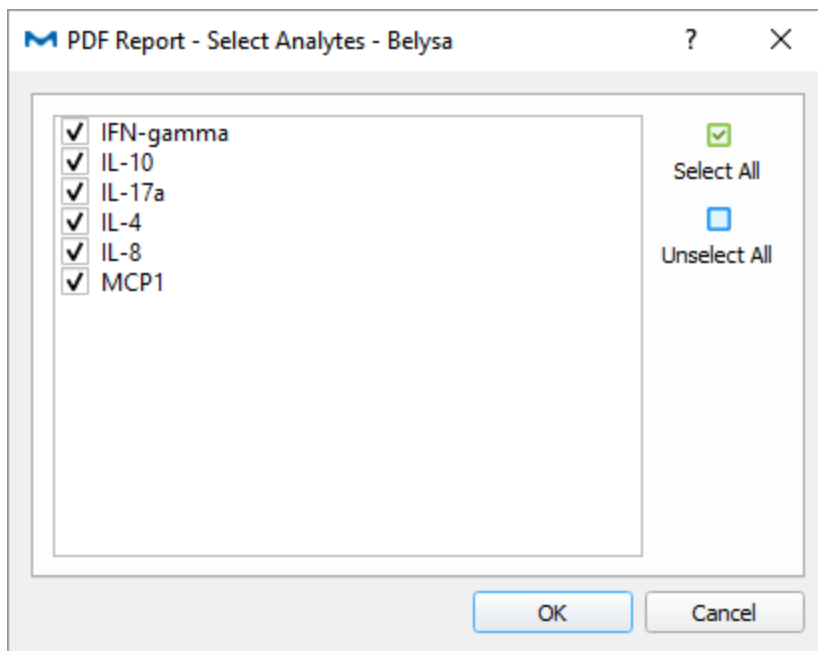 PDF Report - Select Analytes - Belysa
?
IFN-gamma
IL-10
IL-17a
IL-4
IL-8
MCP1
Select All
Unselect All
OK
Cancel